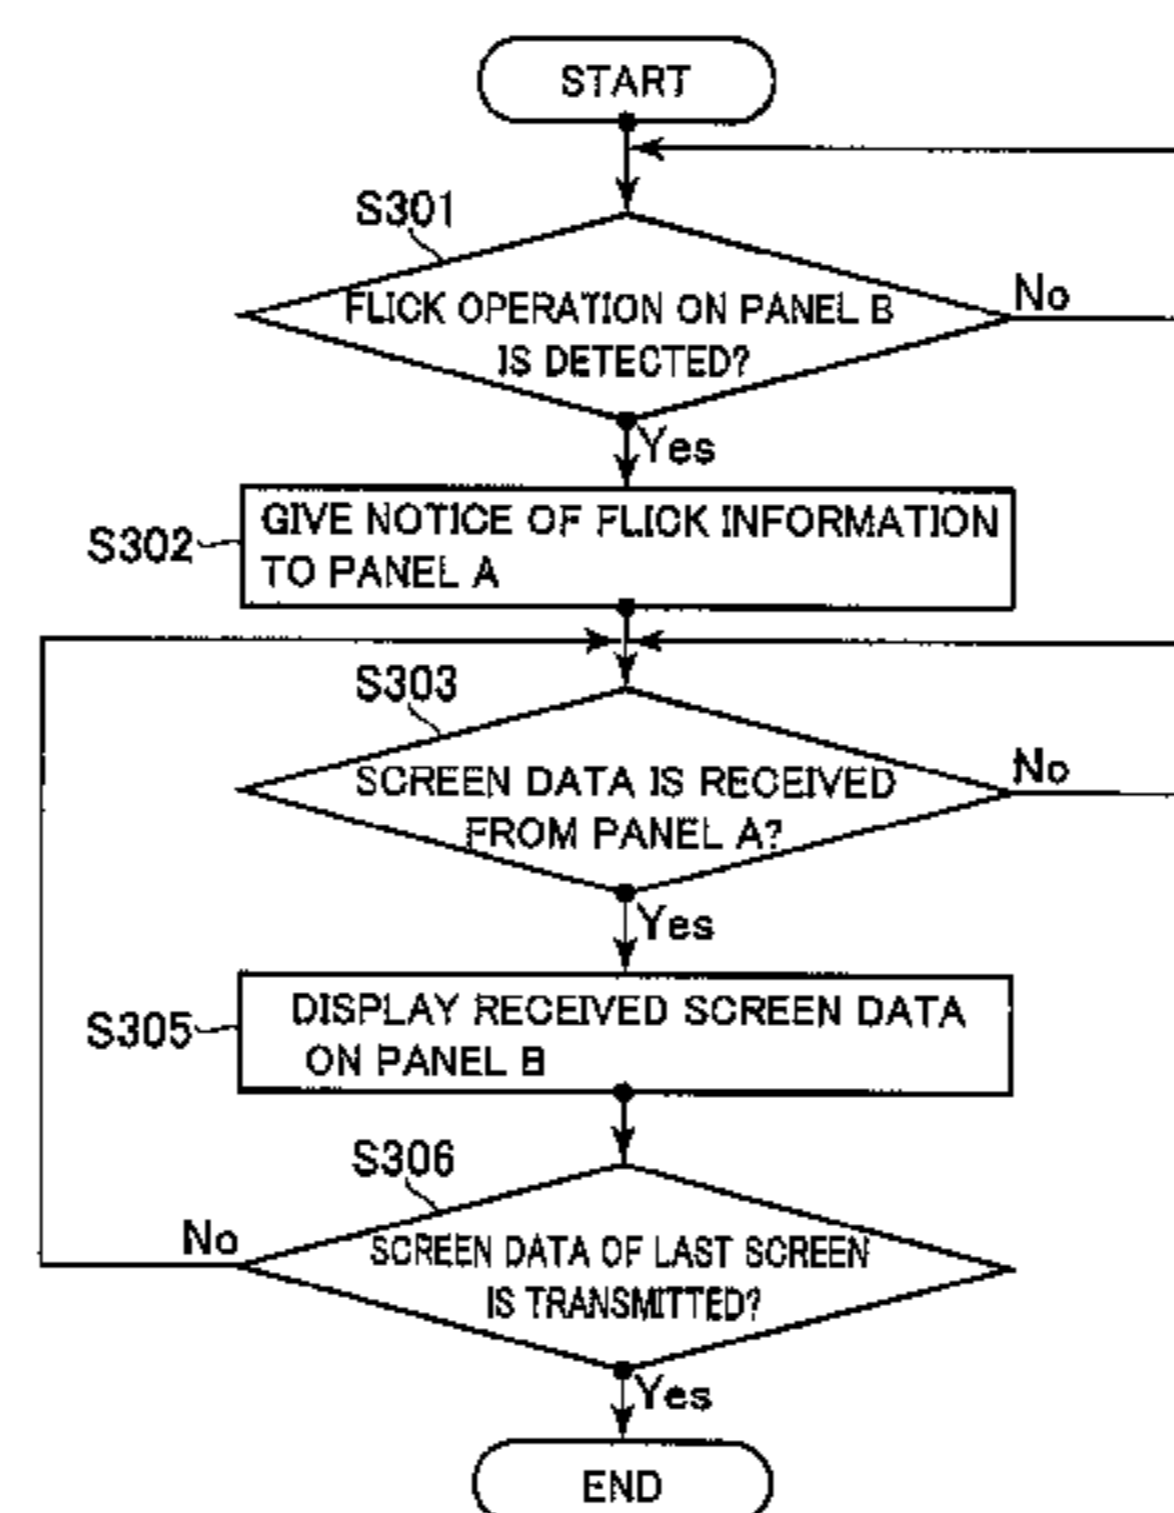 START
S301
FLICK OPERATION ON PANEL B
IS DETECTED?
No
Yes
S302
GIVE NOTICE OF FLICK INFORMATION
TO PANEL A
S303
SCREEN DATA IS RECEIVED
FROM PANEL A?
No
Yes
S305
DISPLAY RECEIVED SCREEN DATA
ON PANEL B
S306
No
SCREEN DATA OF LAST SCREEN
IS TRANSMITTED?
Yes
END